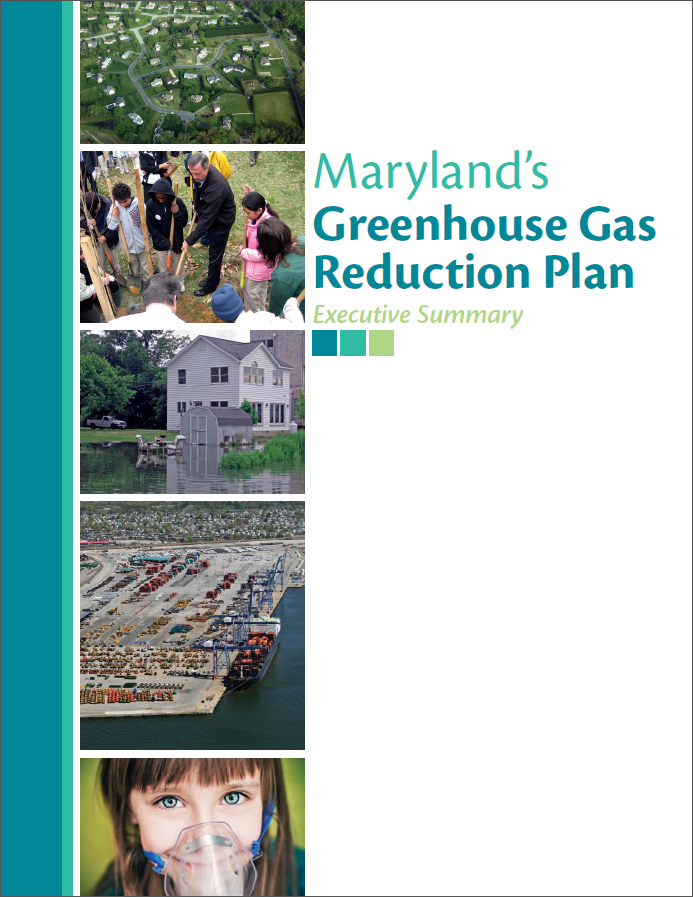 Maryland’s
Greenhouse Gas
Reduction Plan
Executive Summary